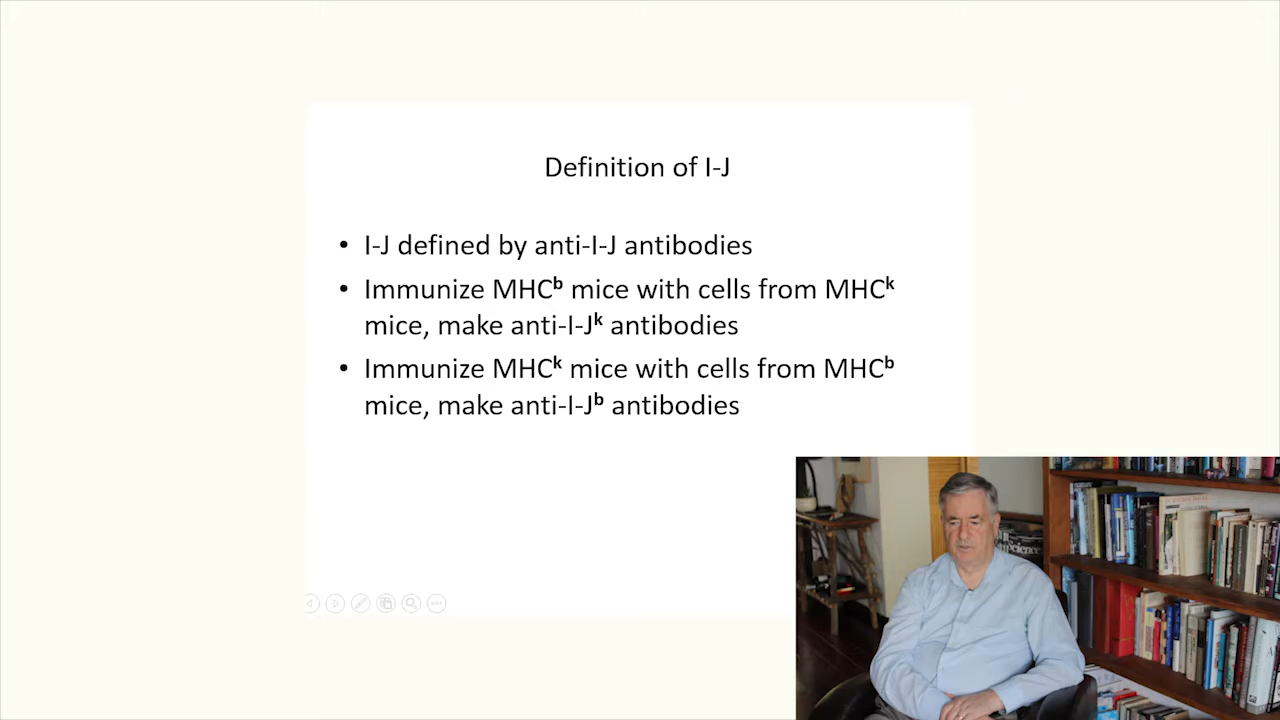 Definition of I-J
• I-J defined by anti-I-J antibodies
• Immunize MHCᵇ mice with cells from MHCᵏ
mice, make anti-I-Jᵏ antibodies
• Immunize MHCᵏ mice with cells from MHCᵇ
mice, make anti-I-Jᵇ antibodies
Science